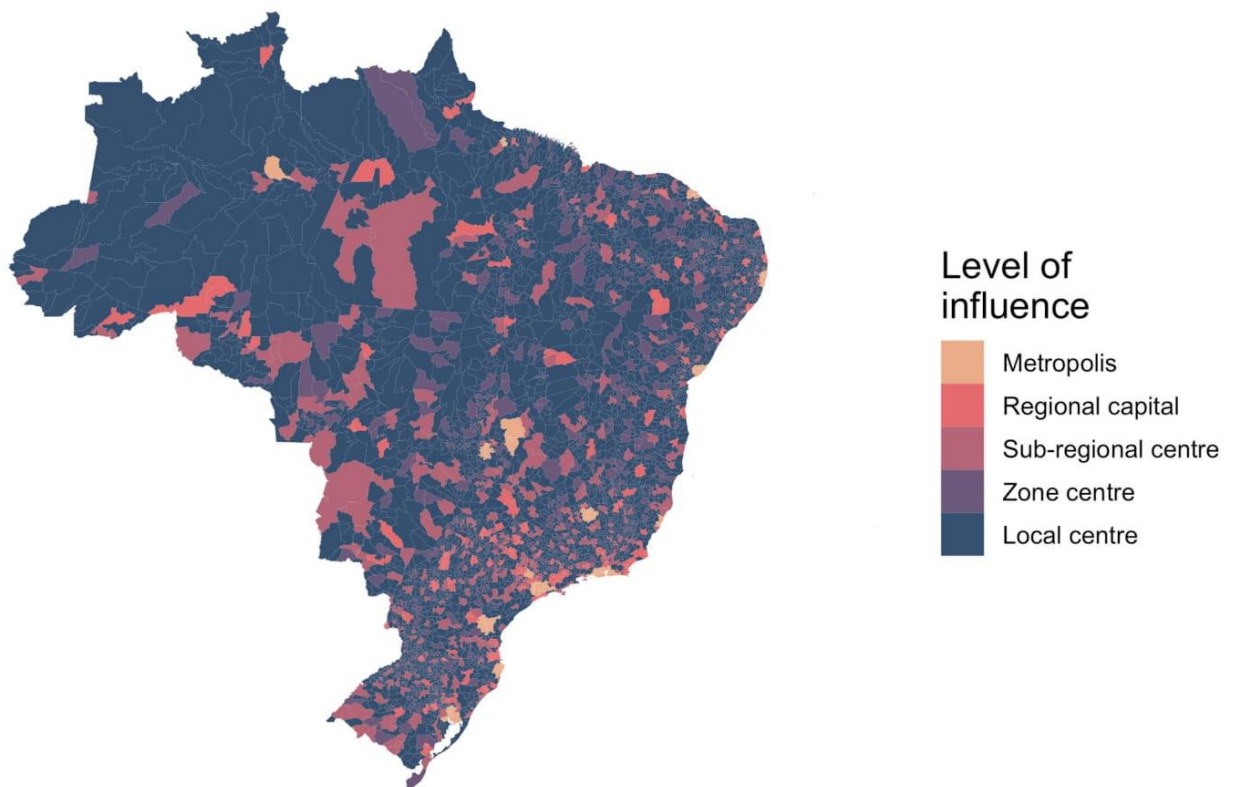 Level of
influence
Metropolis
Regional capital
Sub-regional centre
Zone centre
Local centre